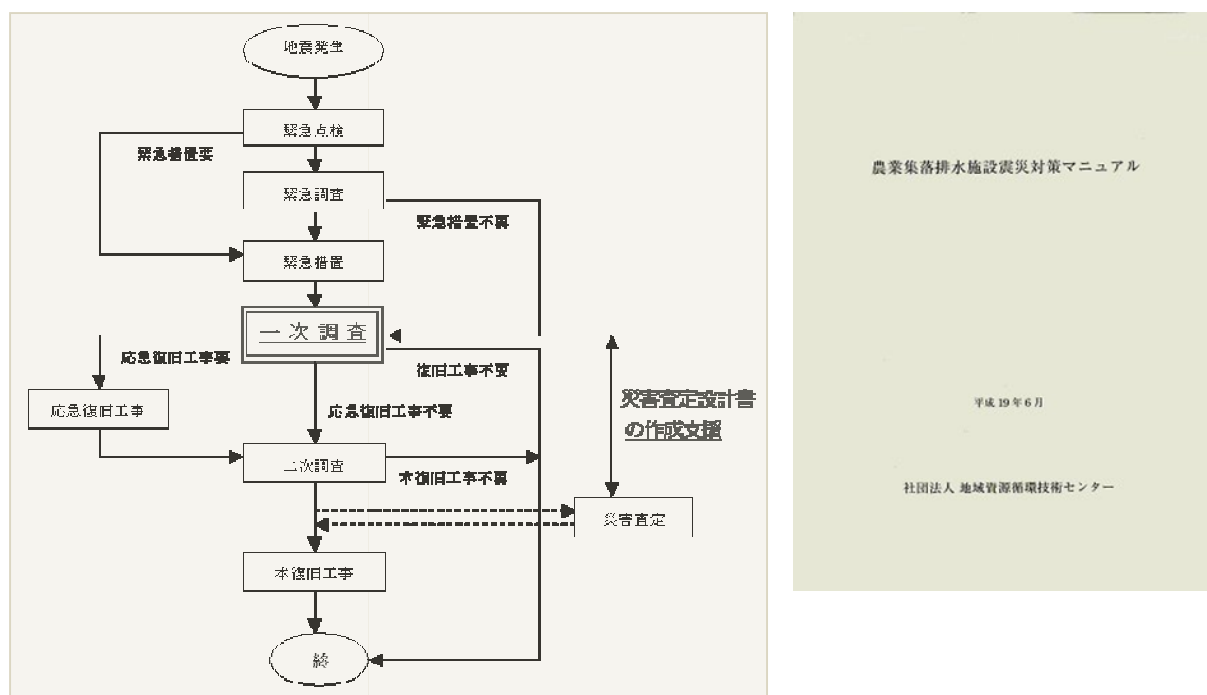 地震発生
緊急点検
緊急措置要
緊急調査
緊急措置不要
緊急措置
一次調査
応急復旧工事要
復旧工事不要
応急復旧工事
応急復旧工事不要
災害査定設計書
の作成支援
二次調査
本復旧工事不要
災害査定
本復旧工事
終
農業集落排水施設震災対策マニュアル
平成19年6月
社団法人 地域資源循環技術センター